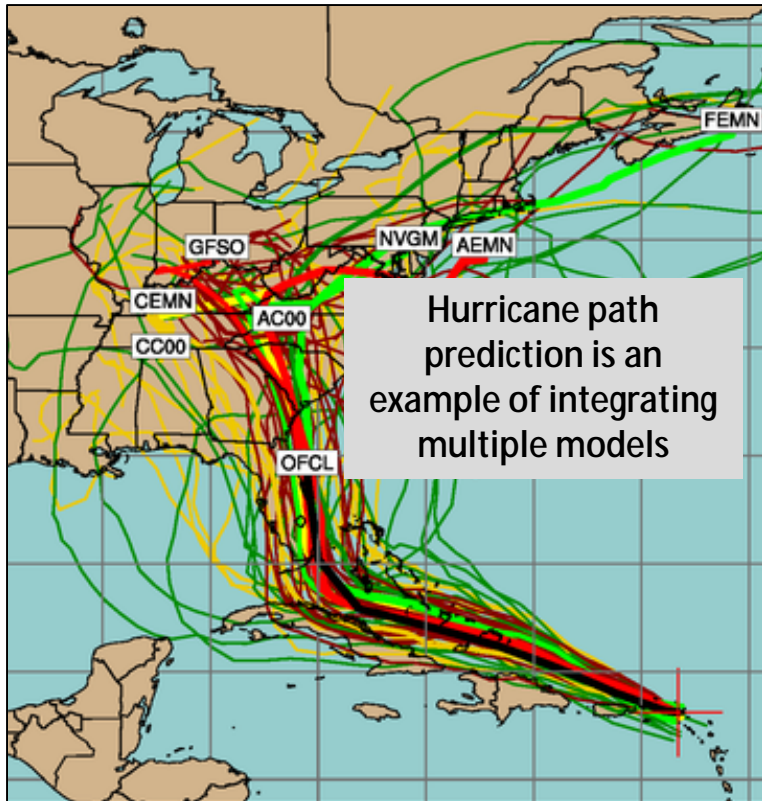 FEMN
NVGM
AEMN
GFSO
CEMN
AC00
CC00
Hurricane path
prediction is an
example of integrating
multiple models
OFCL